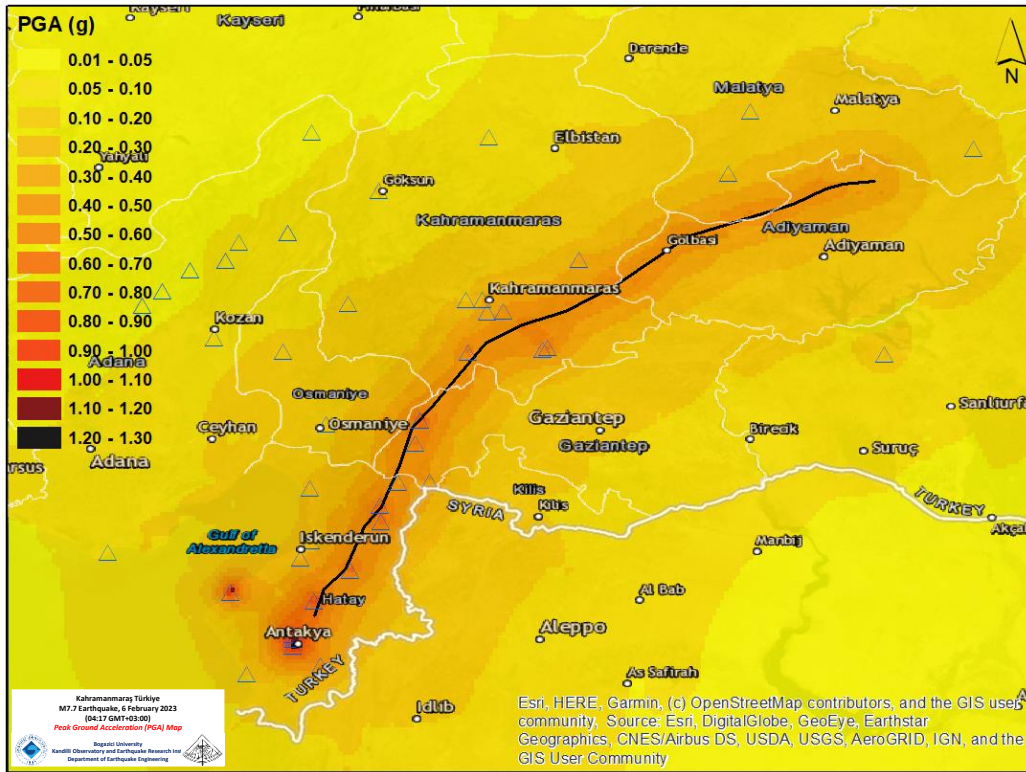 Kayseri
Kayseri
PGA (g)
0.01 - 0.05
0.05 - 0.10
0.10 - 0.20
0.20 - 0.30
0.30 - 0.40
0.40 - 0.50
0.50 - 0.60
0.60 - 0.70
0.70 - 0.80
0.80 - 0.90
0.90 - 1.00
1.00 - 1.10
1.10 - 1.20
1.20 - 1.30
N
Darende
Malatya
Malatya
Elbistan
Yahyali
Göksun
Kahramanmaras
Golbasi
Adiyaman
Adiyaman
Kahramanmaras
Kozan
Adana
Osmaniye
Osmaniye
Ceyhan
Adana
Gaziantep
Gaziantep
Birecik
Sanliurf
Suruç
arsus
Kilis
Kilis
SYRIA
TURKEY
Akça
Gulf of
Alexandretta
Iskenderun
Manbij
Hatay
Al Bab
Antakya
Aleppo
TURKEY
As Safirah
Idlib
Kahramanmaraş Türkiye
M7.7 Earthquake, 6 February 2023
(04:17 GMT+03:00)
Peak Ground Acceleration (PGA) Map
Bogazici University
Kandilli Observatory and Earthquake Research Inst
Department of Earthquake Engineering
Esri, HERE, Garmin, (c) OpenStreetMap contributors, and the GIS user
community, Source: Esri, DigitalGlobe, GeoEye, Earthstar
Geographics, CNES/Airbus DS, USDA, USGS, AeroGRID, IGN, and the
GIS User Community